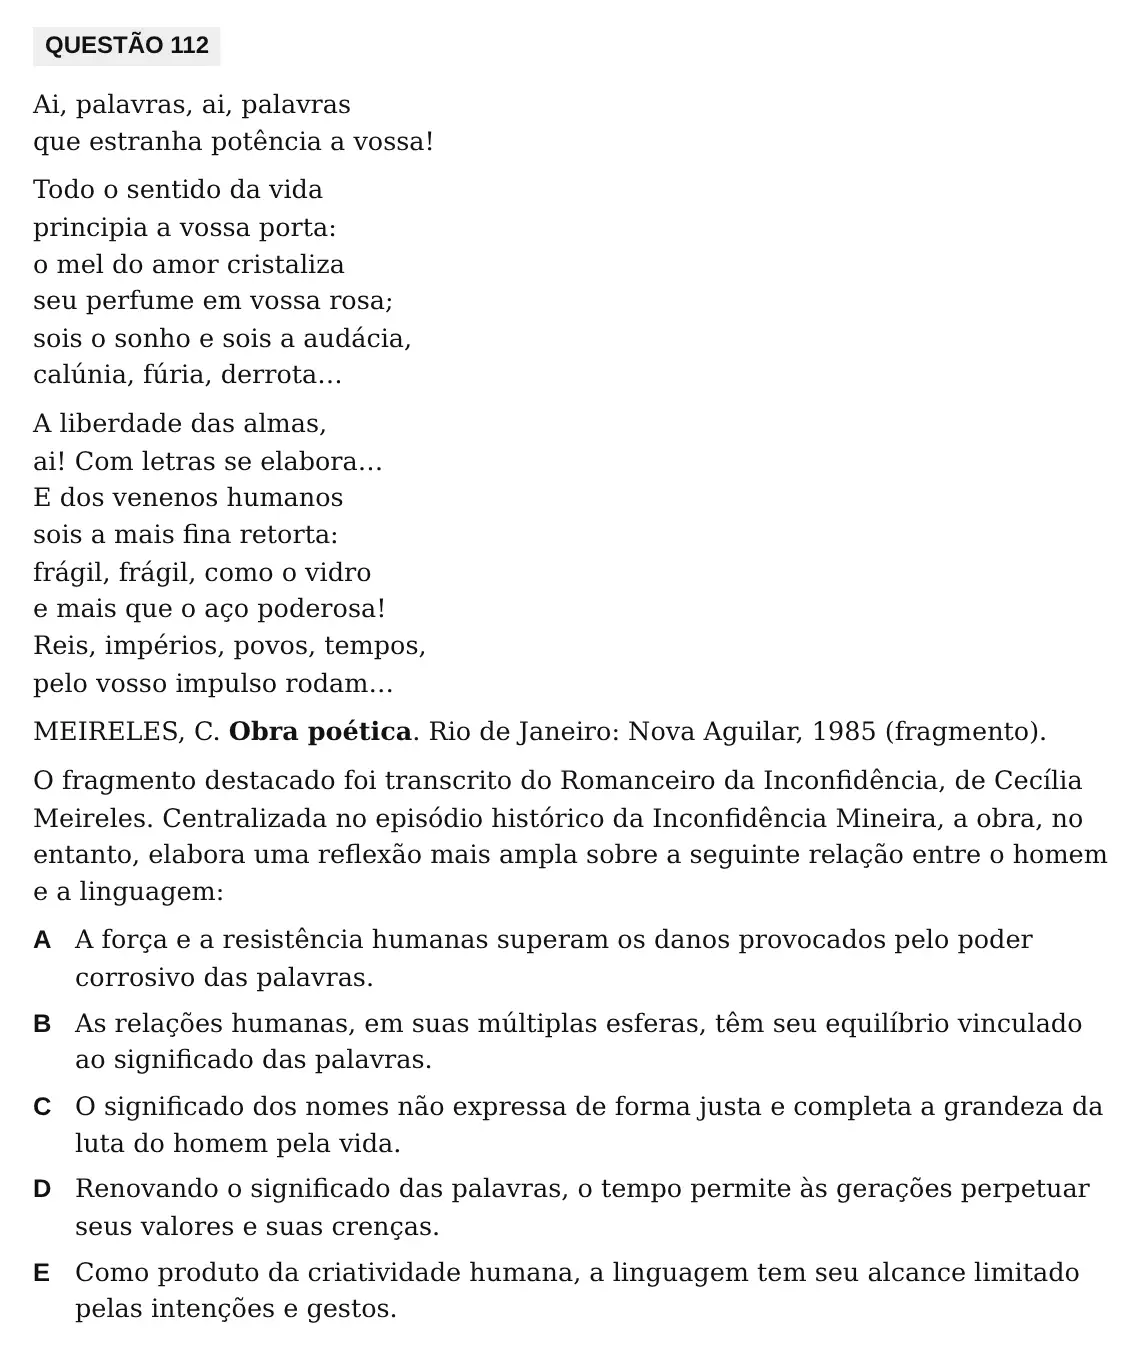 QUESTÃO 112
Ai, palavras, ai, palavras
que estranha potência a vossa!
Todo o sentido da vida
principia a vossa porta:
o mel do amor cristaliza
seu perfume em vossa rosa;
sois o sonho e sois a audácia,
calúnia, fúria, derrota…
A liberdade das almas,
ai! Com letras se elabora…
E dos venenos humanos
sois a mais fina retorta:
frágil, frágil, como o vidro
e mais que o aço poderosa!
Reis, impérios, povos, tempos,
pelo vosso impulso rodam…
MEIRELES, C. Obra poética. Rio de Janeiro: Nova Aguilar, 1985 (fragmento).
O fragmento destacado foi transcrito do Romanceiro da Inconfidência, de Cecília
Meireles. Centralizada no episódio histórico da Inconfidência Mineira, a obra, no
entanto, elabora uma reflexão mais ampla sobre a seguinte relação entre o homem
e a linguagem:
A A força e a resistência humanas superam os danos provocados pelo poder
corrosivo das palavras.
B As relações humanas, em suas múltiplas esferas, têm seu equilíbrio vinculado
ao significado das palavras.
C O significado dos nomes não expressa de forma justa e completa a grandeza da
luta do homem pela vida.
D Renovando o significado das palavras, o tempo permite às gerações perpetuar
seus valores e suas crenças.
E Como produto da criatividade humana, a linguagem tem seu alcance limitado
pelas intenções e gestos.